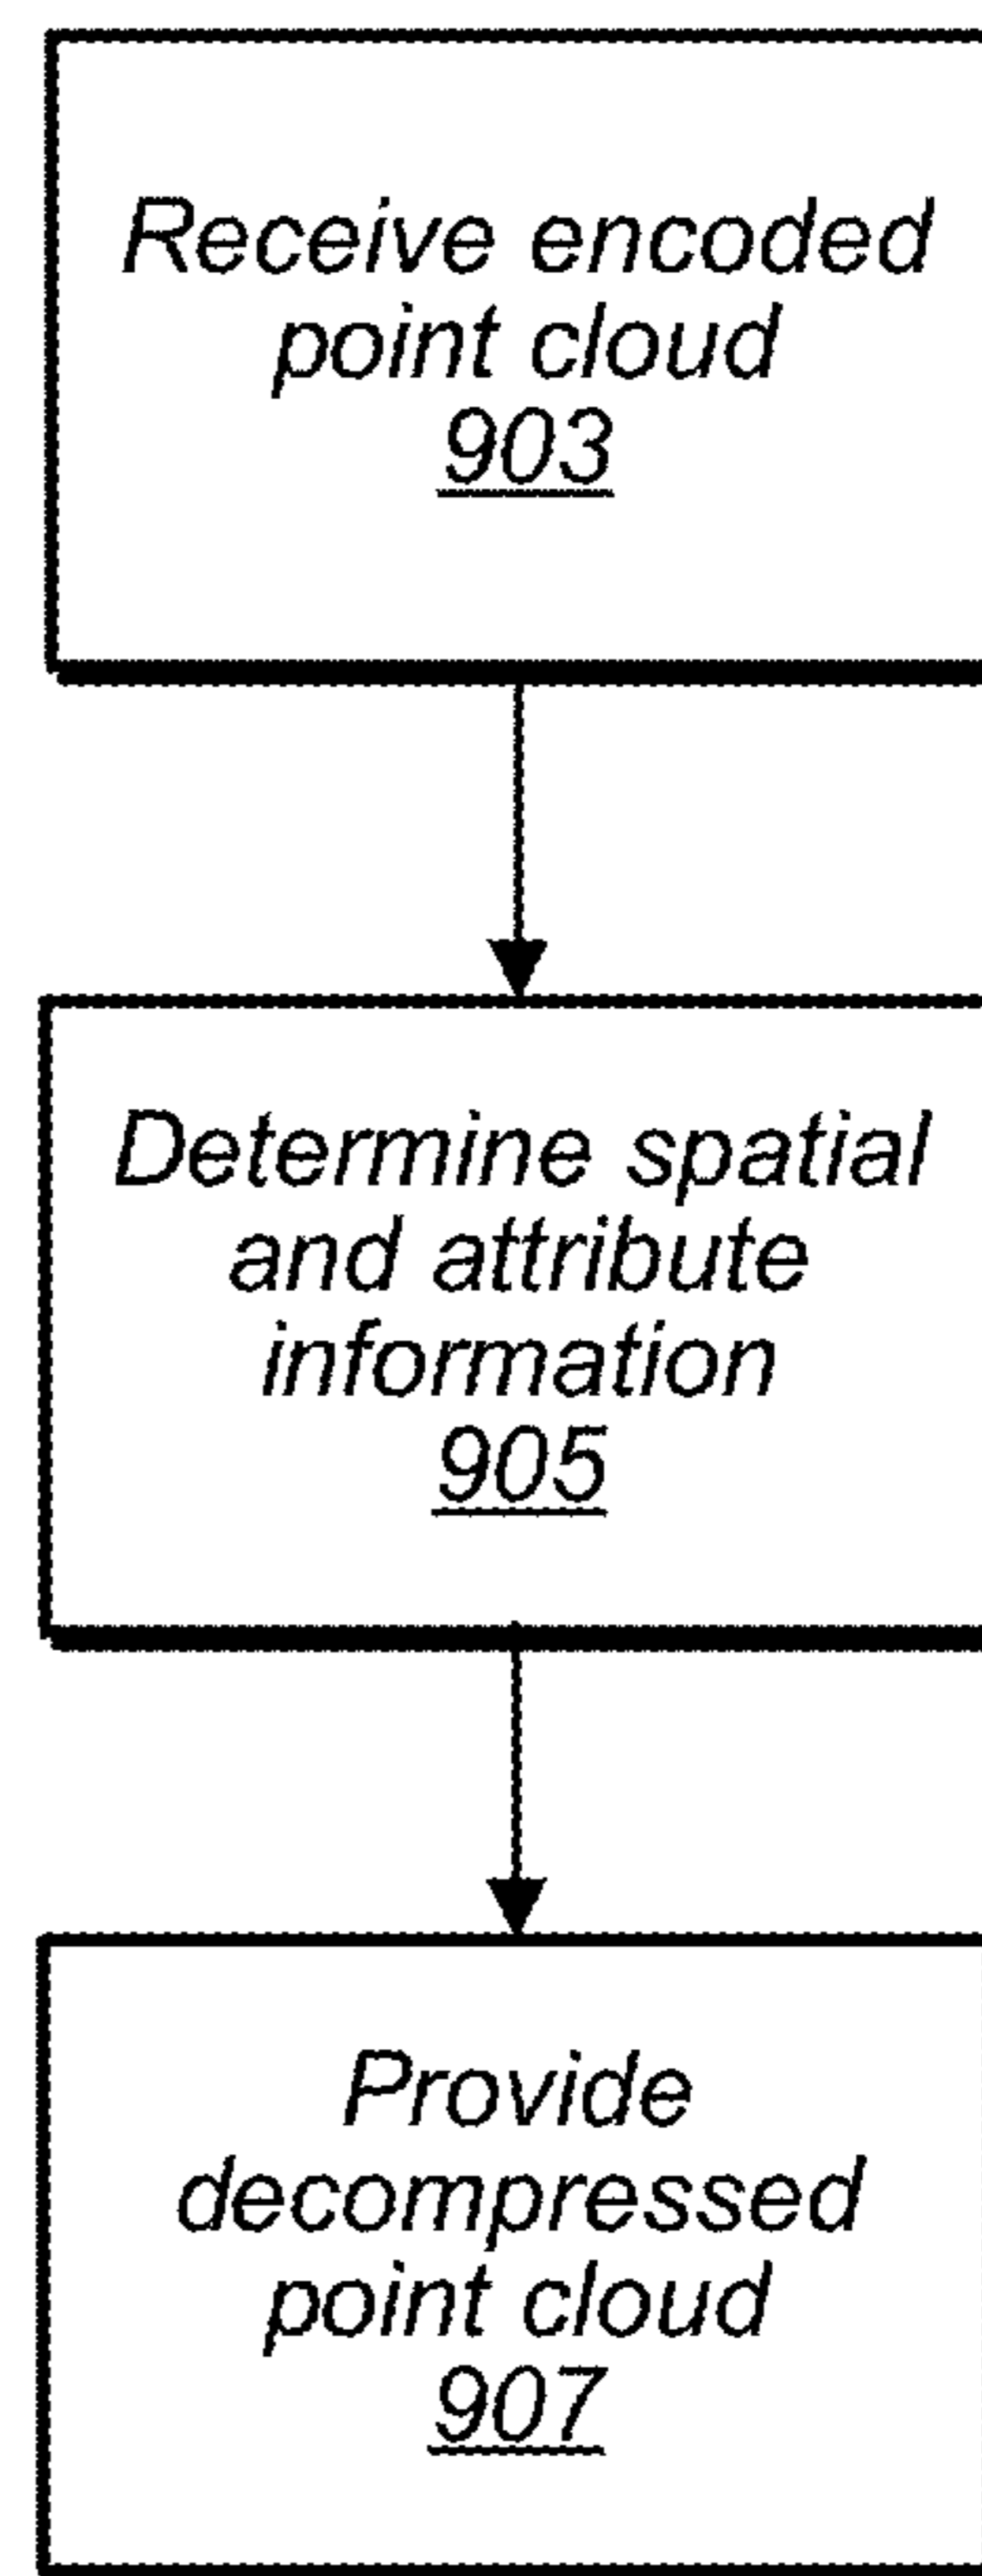 Receive encoded
point cloud
903
Determine spatial
and attribute
information
905
Provide
decompressed
point cloud
907